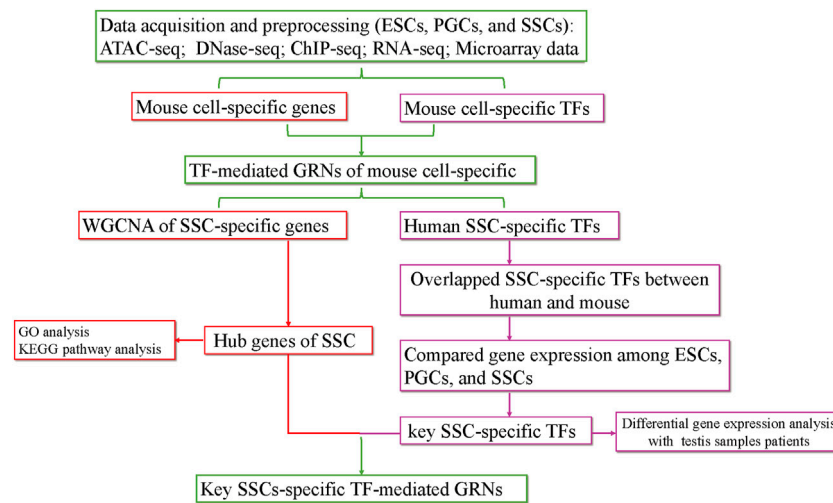 Data acquisition and preprocessing (ESCs, PGCs, and SSCs):
ATAC-seq; DNase-seq; ChIP-seq; RNA-seq; Microarray data
Mouse cell-specific genes
Mouse cell-specific TFs
TF-mediated GRNs of mouse cell-specific
WGCNA of SSC-specific genes
Human SSC-specific TFs
Overlapped SSC-specific TFs between
human and mouse
GO analysis
KEGG pathway analysis
Hub genes of SSC
Compared gene expression among ESCs,
PGCs, and SSCs
key SSC-specific TFs
Differential gene expression analysis
with testis samples patients
Key SSCs-specific TF-mediated GRNs